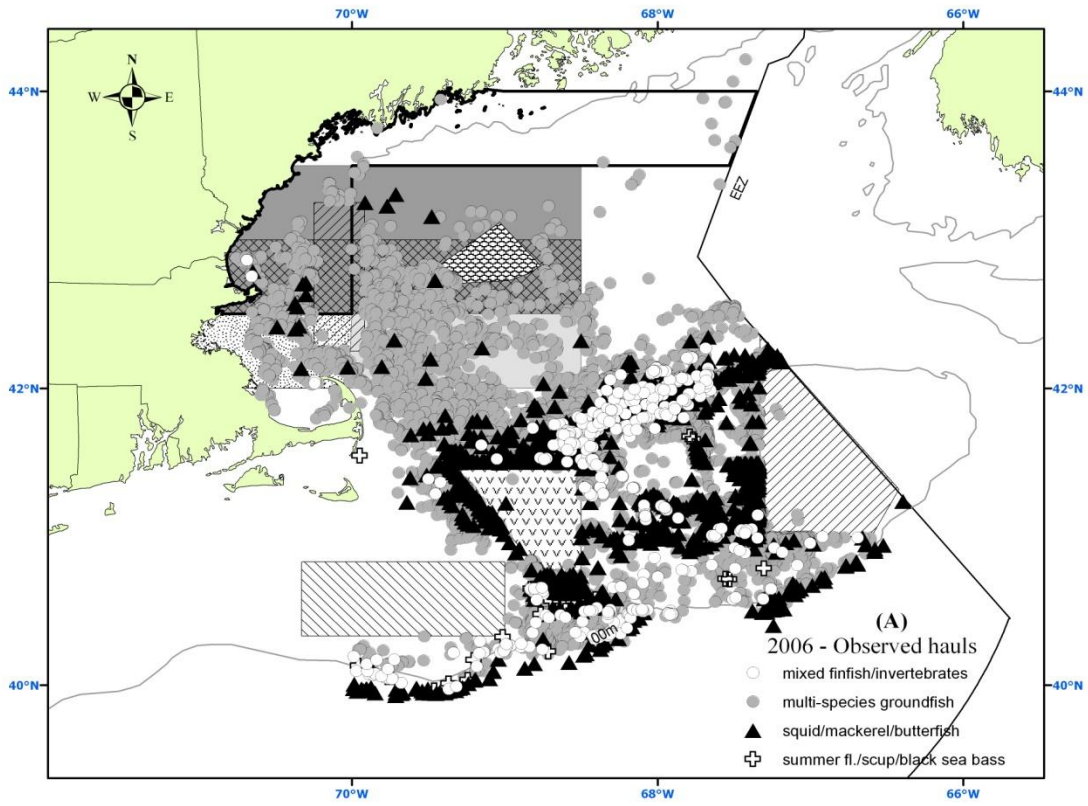 70°W 68°W 66°W
N
W E
S
44°N 44°N
EEZ
42°N 42°N
00m
(A)
2006 - Observed hauls
mixed finfish/invertebrates
multi-species groundfish
squid/mackerel/butterfish
summer fl./scup/black sea bass
40°N 40°N
70°W 68°W 66°W